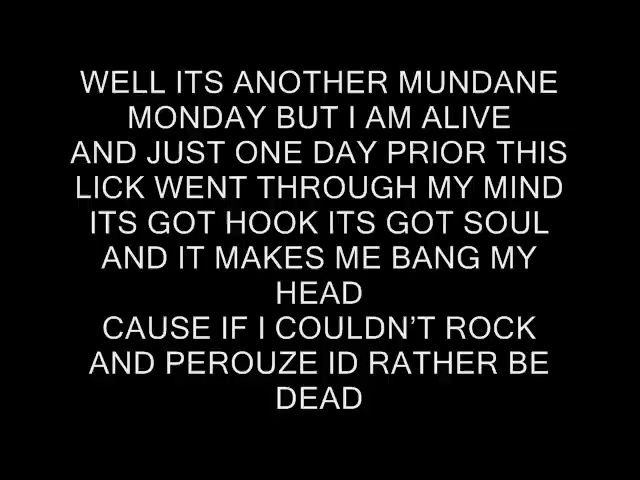 WELL ITS ANOTHER MUNDANE
MONDAY BUT I AM ALIVE
AND JUST ONE DAY PRIOR THIS
LICK WENT THROUGH MY MIND
ITS GOT HOOK ITS GOT SOUL
AND IT MAKES ME BANG MY
HEAD
CAUSE IF I COULDN’T ROCK
AND PEROUZE ID RATHER BE
DEAD